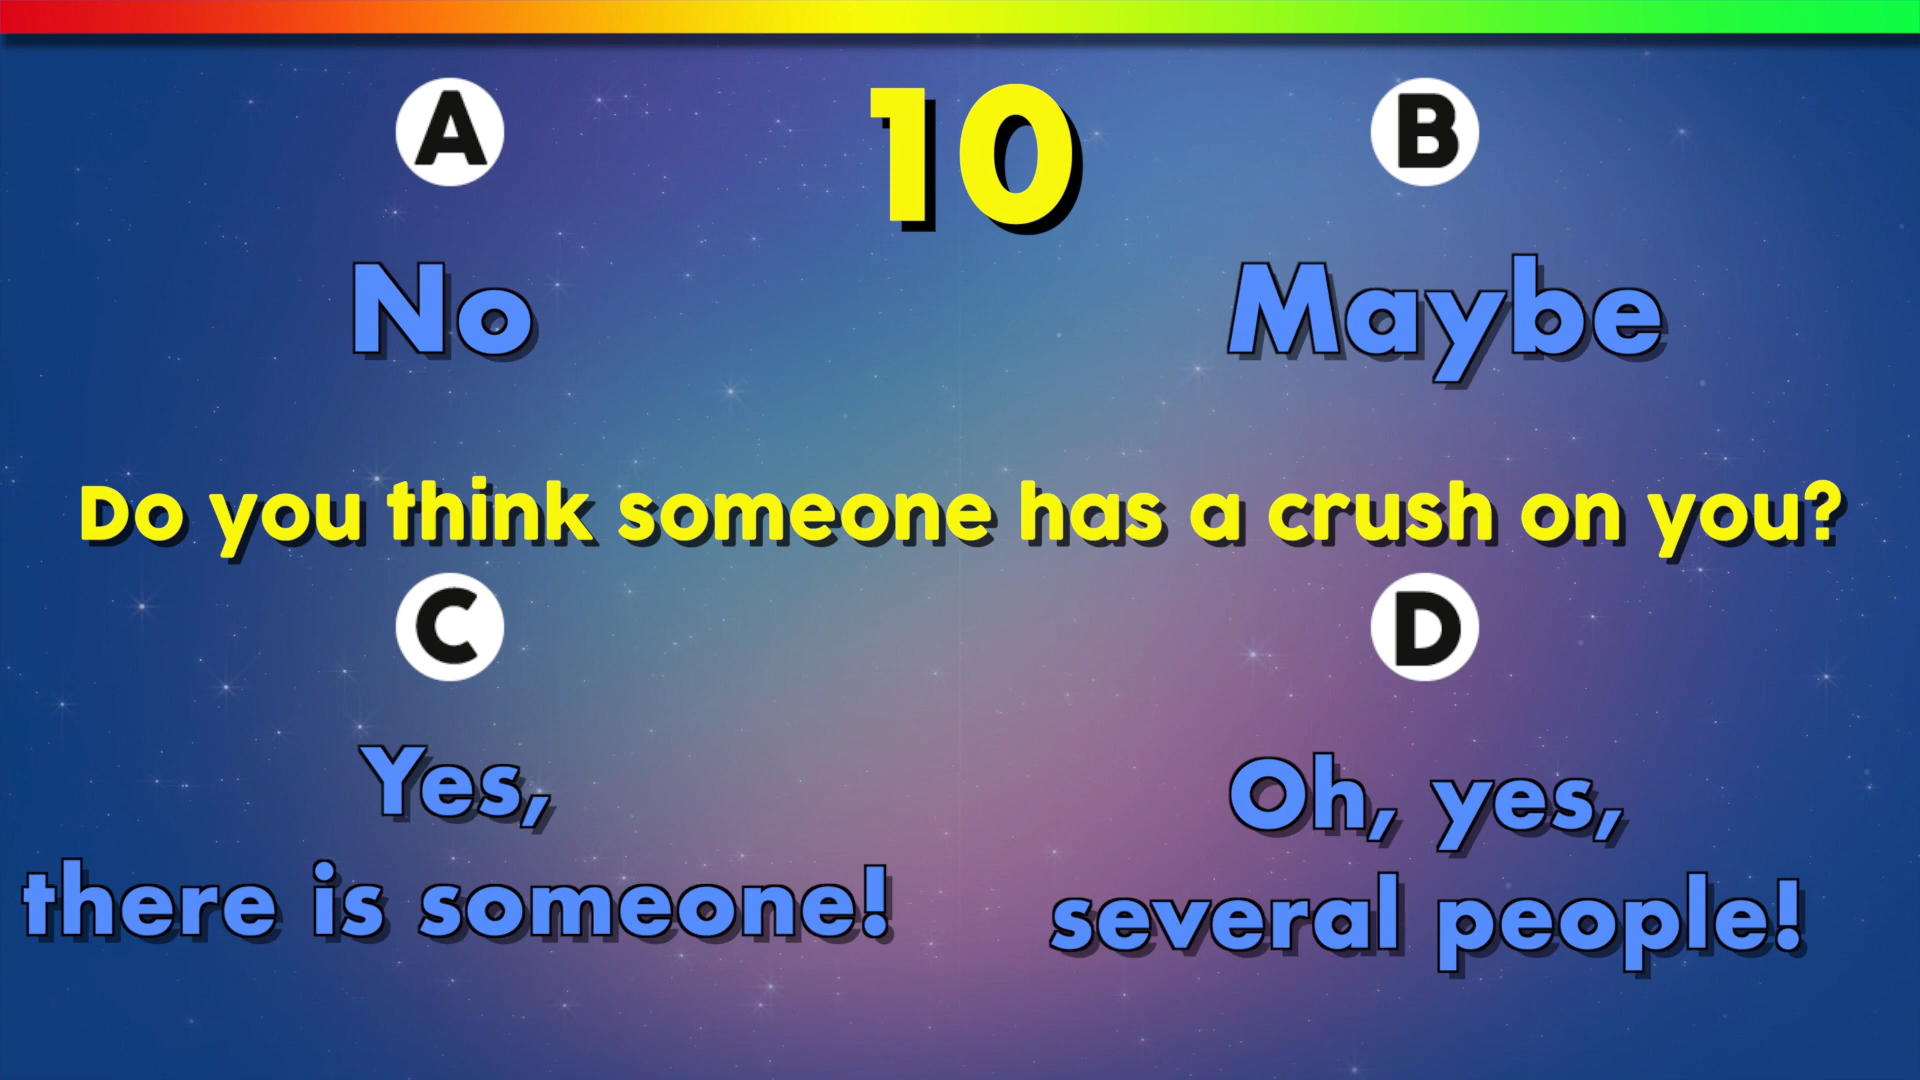 A
10
B
No
Maybe
Do you think someone has a crush on you?
C
D
Yes,
there is someone!
Oh, yes,
several people!